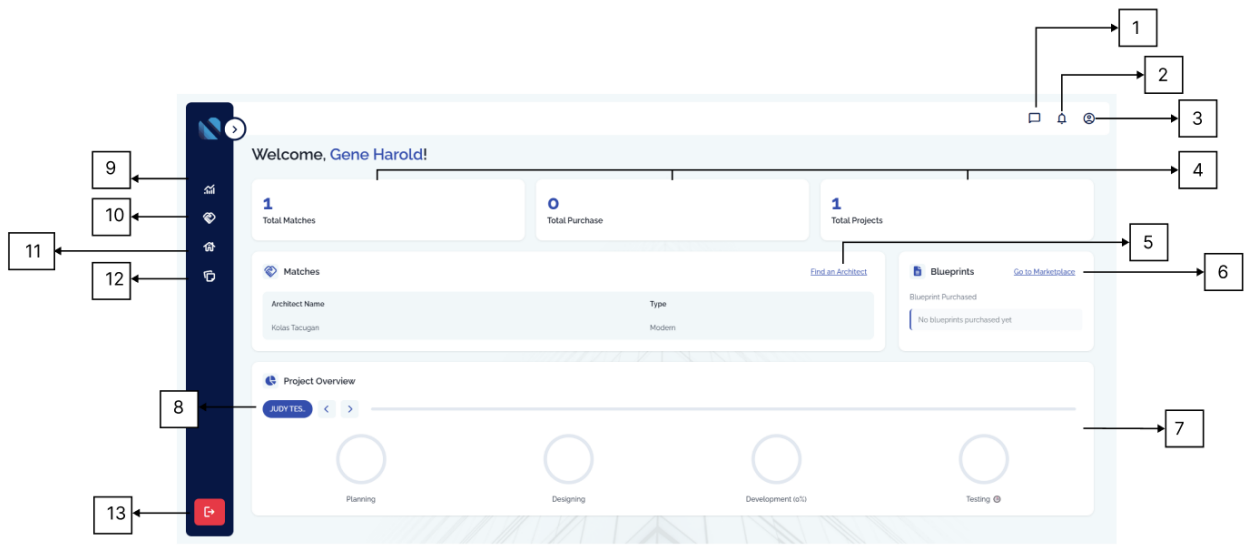 1
2
3
Welcome, Gene Harold!
9
4
1
Total Matches
0
Total Purchase
1
Total Projects
10
11
5
12
Matches
Find an Architect
Blueprints
Go to Marketplace
6
Architect Name
Type
Blueprint Purchased
Kolas Tacugan
Modern
No blueprints purchased yet
Project Overview
8
JUDY TES..
7
Planning
Designing
Development (0%)
Testing
13